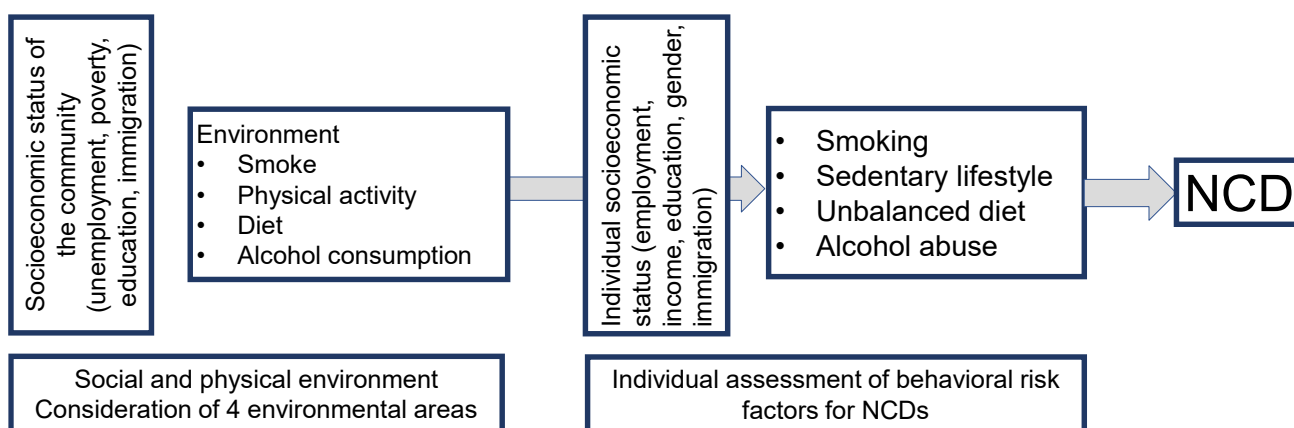 Socioeconomic status of
the community
(unemployment, poverty,
education, immigration)
Environment
• Smoke
• Physical activity
• Diet
• Alcohol consumption
Individual socioeconomic
status (employment,
income, education, gender,
immigration)
• Smoking
• Sedentary lifestyle
• Unbalanced diet
• Alcohol abuse
NCD
Social and physical environment
Consideration of 4 environmental areas
Individual assessment of behavioral risk
factors for NCDs